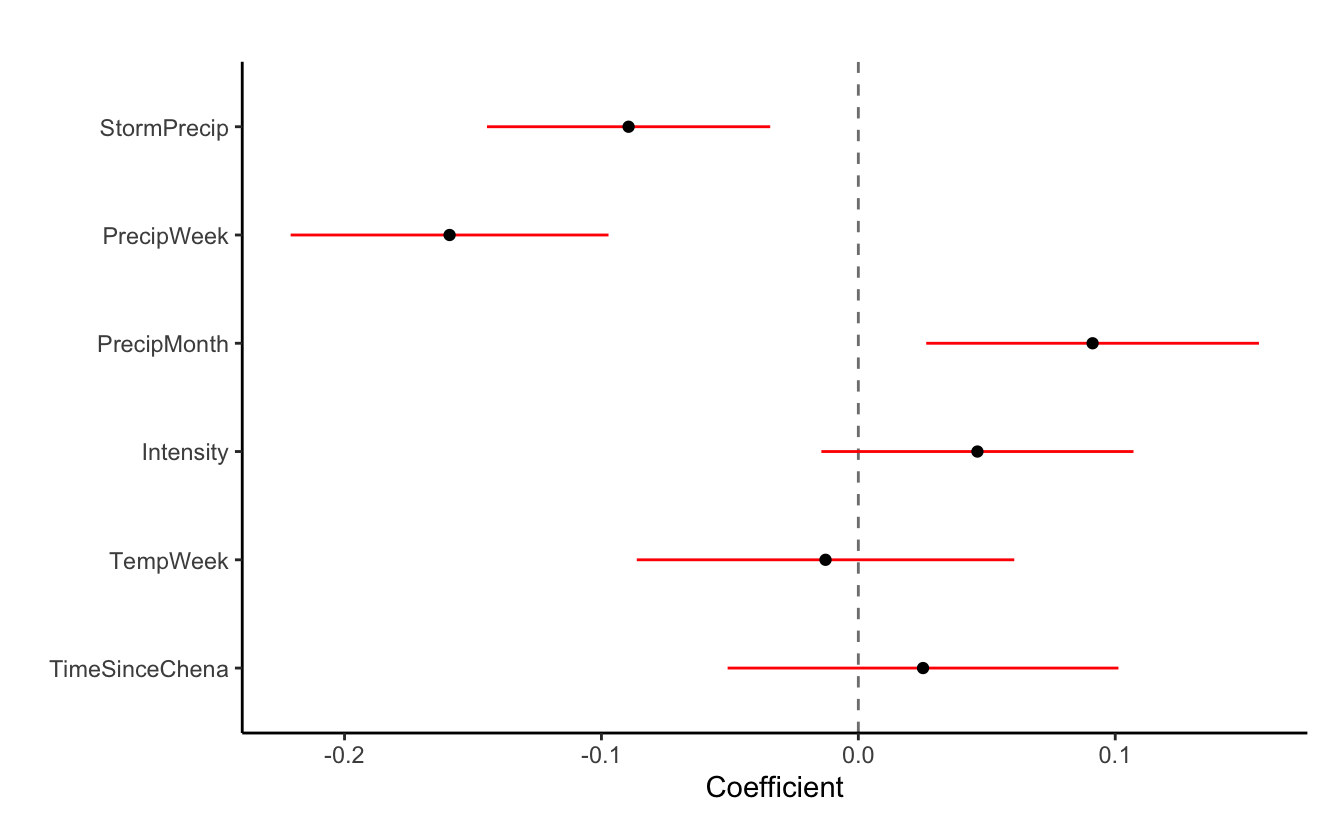 StormPrecip
PrecipWeek
PrecipMonth
Intensity
TempWeek
TimeSinceChena
-0.2 -0.1 0.0 0.1
Coefficient